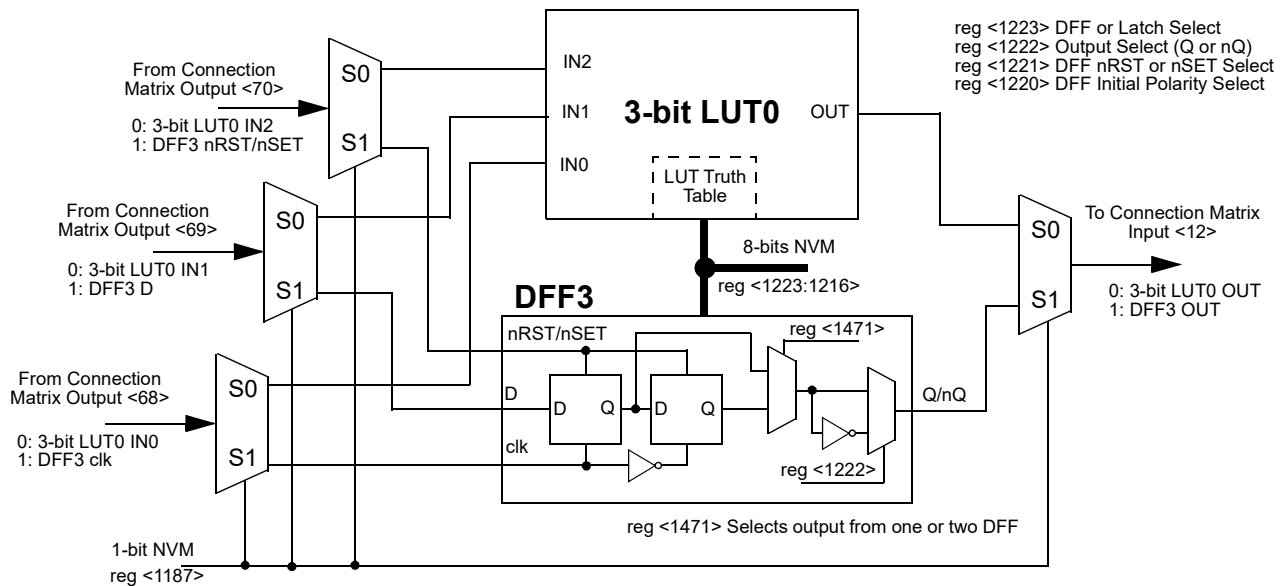 reg <1223> DFF or Latch Select
reg <1222> Output Select (Q or nQ)
reg <1221> DFF nRST or nSET Select
reg <1220> DFF Initial Polarity Select
From Connection
Matrix Output <70>
0: 3-bit LUT0 IN2
1: DFF3 nRST/nSET
S0
S1
IN2
IN1
IN0
3-bit LUT0
OUT
LUT Truth
Table
From Connection
Matrix Output <69>
0: 3-bit LUT0 IN1
1: DFF3 D
S0
S1
8-bits NVM
reg <1223:1216>
S0
S1
To Connection Matrix
Input <12>
0: 3-bit LUT0 OUT
1: DFF3 OUT
DFF3
nRST/nSET
reg <1471>
D
D
Q
D
Q
Q/nQ
clk
reg <1222>
From Connection
Matrix Output <68>
0: 3-bit LUT0 IN0
1: DFF3 clk
S0
S1
reg <1471> Selects output from one or two DFF
1-bit NVM
reg <1187>